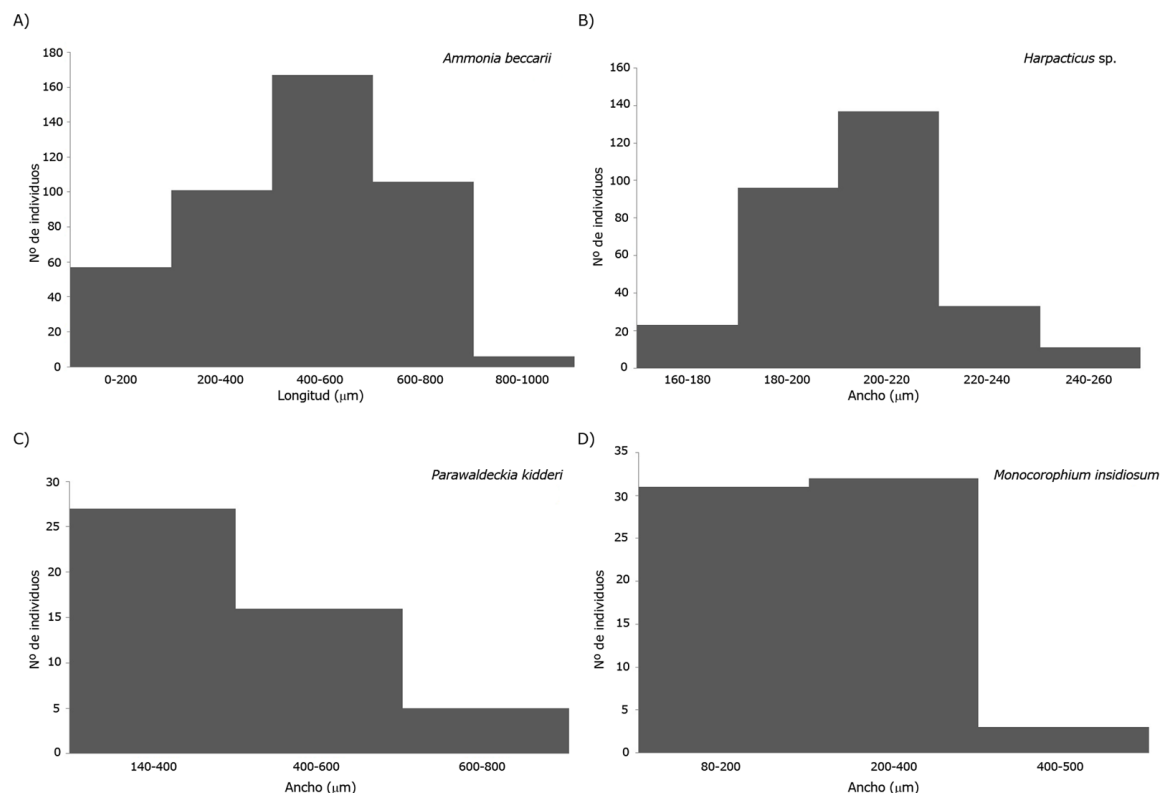 A)
Ammonia beccarii
180
160
140
120
100
80
60
40
20
0
Nº de individuos
0-200 200-400 400-600 600-800 800-1000
Longitud (μm)
B)
Harpacticus sp.
160
140
120
100
80
60
40
20
0
Nº de individuos
160-180 180-200 200-220 220-240 240-260
Ancho (μm)
C)
Parawaldeckia kidderi
30
25
20
15
10
5
0
Nº de individuos
140-400 400-600 600-800
Ancho (μm)
D)
Monocorophium insidiosum
35
30
25
20
15
10
5
0
Nº de individuos
80-200 200-400 400-500
Ancho (μm)